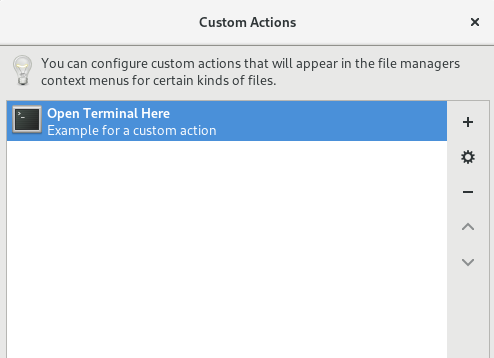 Custom Actions
You can configure custom actions that will appear in the file managers
context menus for certain kinds of files.
Open Terminal Here
Example for a custom action